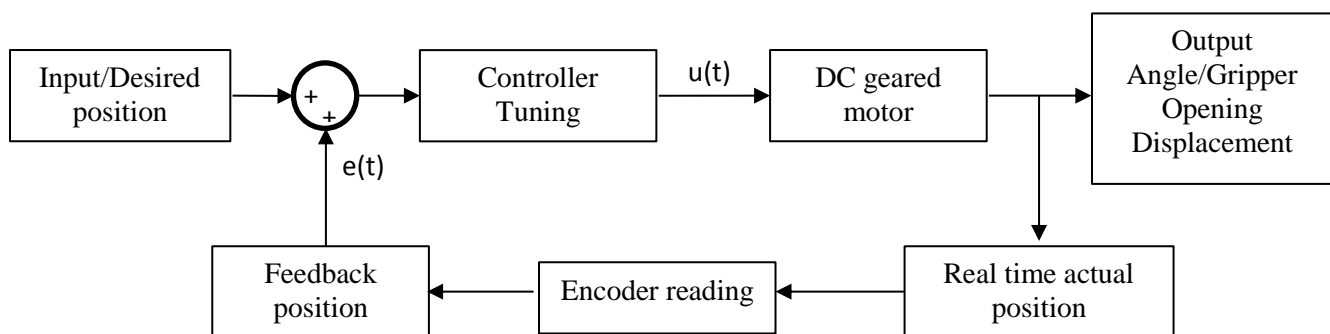 Input/Desired
position
+
+
Controller
Tuning
u(t)
DC geared
motor
Output
Angle/Gripper
Opening
Displacement
e(t)
Feedback
position
Encoder reading
Real time actual
position